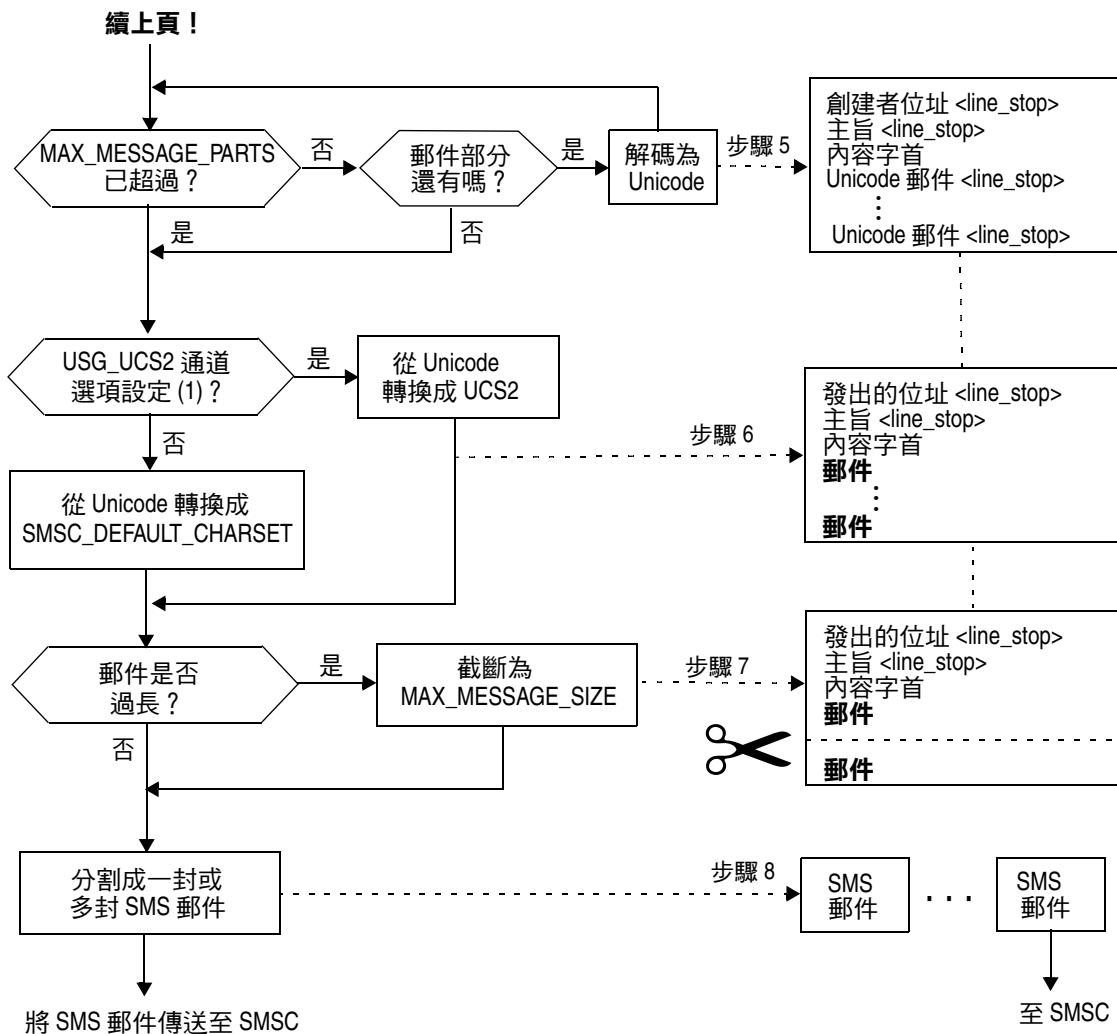 續上頁！
MAX_MESSAGE_PARTS
已超過？
否
郵件部分
還有嗎？
是
解碼為
Unicode
步驟 5
創建者位址 <line_stop>
主旨 <line_stop>
內容字首
Unicode 郵件 <line_stop>
Unicode 郵件 <line_stop>
是
否
USG_UCS2 通道
選項設定 (1)？
是
從 Unicode
轉換成 UCS2
否
從 Unicode 轉換成
SMSC_DEFAULT_CHARSET
步驟 6
發出的位址 <line_stop>
主旨 <line_stop>
內容字首
郵件
郵件
郵件是否
過長？
是
截斷為
MAX_MESSAGE_SIZE
步驟 7
發出的位址 <line_stop>
主旨 <line_stop>
內容字首
郵件
郵件
否
分割成一封或
多封 SMS 郵件
步驟 8
SMS
郵件
. . .
SMS
郵件
將 SMS 郵件傳送至 SMSC
至 SMSC